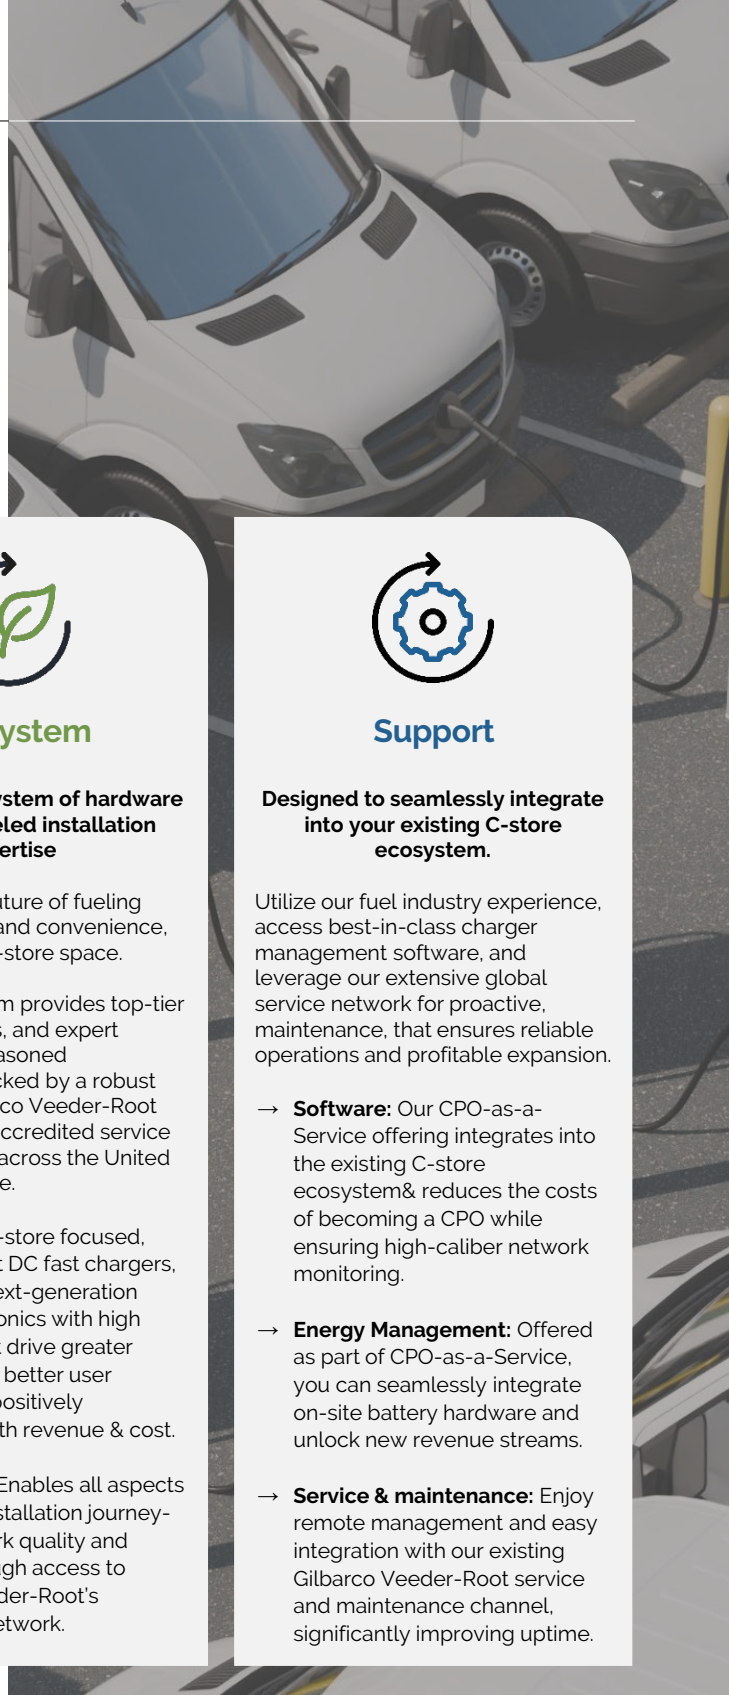 ystem
ystem of hardware
eled installation
ertise
uture of fueling
and convenience,
-store space.
m provides top-tier
s, and expert
asoned
cked by a robust
co Veeder-Root
ccredited service
across the United
e.
-store focused,
t DC fast chargers,
ext-generation
onics with high
t drive greater
better user
positively
th revenue & cost.
Enables all aspects
stallation journey-
rk quality and
ugh access to
der-Root's
etwork.
Support
Designed to seamlessly integrate
into your existing C-store
ecosystem.
Utilize our fuel industry experience,
access best-in-class charger
management software, and
leverage our extensive global
service network for proactive,
maintenance, that ensures reliable
operations and profitable expansion.
→ Software: Our CPO-as-a-
Service offering integrates into
the existing C-store
ecosystem& reduces the costs
of becoming a CPO while
ensuring high-caliber network
monitoring.
→ Energy Management: Offered
as part of CPO-as-a-Service,
you can seamlessly integrate
on-site battery hardware and
unlock new revenue streams.
→ Service & maintenance: Enjoy
remote management and easy
integration with our existing
Gilbarco Veeder-Root service
and maintenance channel,
significantly improving uptime.